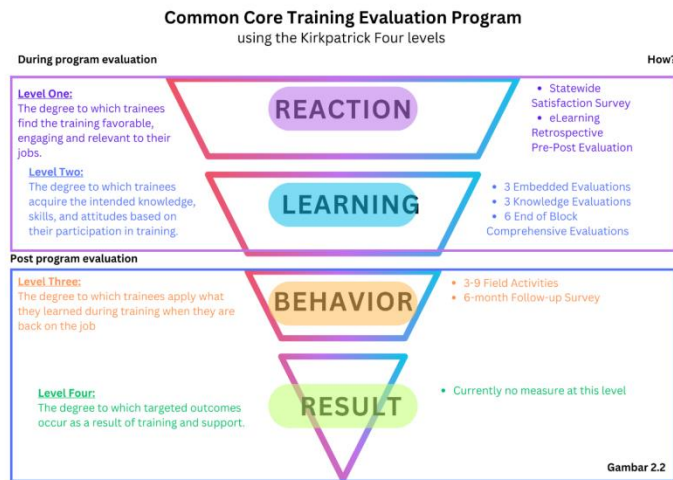 Common Core Training Evaluation Program
using the Kirkpatrick Four levels
During program evaluation
How?
Level One:
The degree to which trainees
find the training favorable,
engaging and relevant to their
jobs.
REACTION
• Statewide
Satisfaction Survey
• eLearning
Retrospective
Pre-Post Evaluation
Level Two:
The degree to which trainees
acquire the intended knowledge,
skills, and attitudes based on
their participation in training.
LEARNING
• 3 Embedded Evaluations
• 3 Knowledge Evaluations
• 6 End of Block
Comprehensive Evaluations
Post program evaluation
Level Three:
The degree to which trainees apply what
they learned during training when they are
back on the job
BEHAVIOR
• 3-9 Field Activities
• 6-month Follow-up Survey
Level Four:
The degree to which targeted outcomes
occur as a result of training and support.
RESULT
• Currently no measure at this level
Gambar 2.2